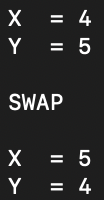 X  = 4
Y  = 5
SWAP
X  = 5
Y  = 4